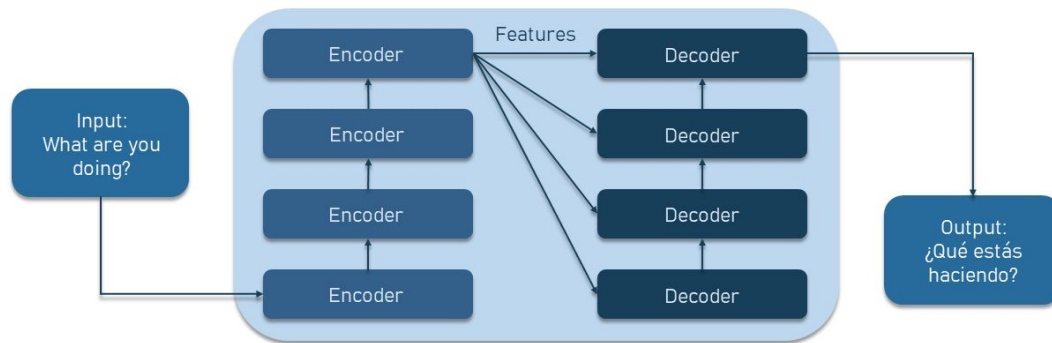 Input:
What are you
doing?
Encoder
Encoder
Encoder
Encoder
Features
Decoder
Decoder
Decoder
Decoder
Output:
¿Qué estás
haciendo?